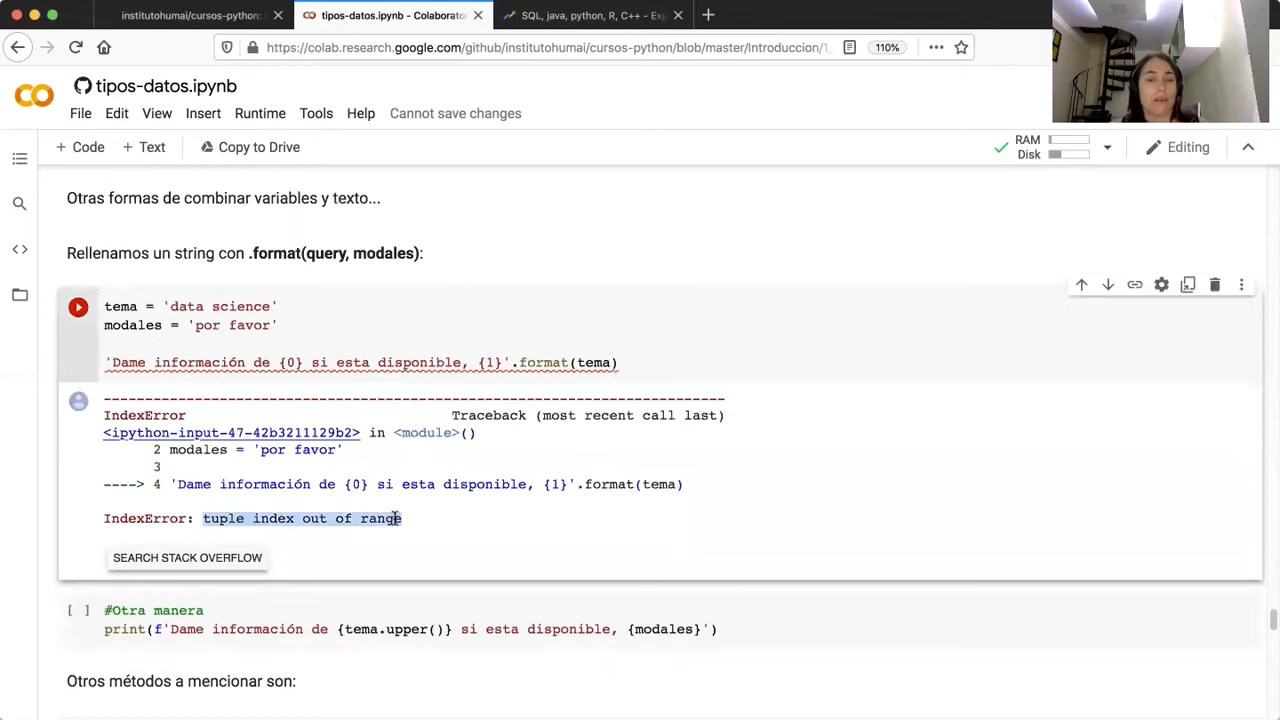 institutohumai/cursos-python:
tipos-datos.ipynb - Colaborato
SQL, java, python, R, C++ - Exp
https://colab.research.google.com/github/institutohumai/cursos-python/blob/master/Introduccion/1_
110%
tipos-datos.ipynb
File Edit View Insert Runtime Tools Help Cannot save changes
+ Code + Text Copy to Drive
RAM
Disk
Editing
Otras formas de combinar variables y texto...
Rellenamos un string con .format(query, modales):
tema = 'data science'
modales = 'por favor'
'Dame información de {0} si esta disponible, {1}'.format(tema)
---------------------------------------------------------------------------
IndexError Traceback (most recent call last)
<ipython-input-47-42b3211129b2> in <module>()
2 modales = 'por favor'
3
----> 4 'Dame información de {0} si esta disponible, {1}'.format(tema)
IndexError: tuple index out of range
SEARCH STACK OVERFLOW
[ ] #Otra manera
print(f'Dame información de {tema.upper()} si esta disponible, {modales}')
Otros métodos a mencionar son: